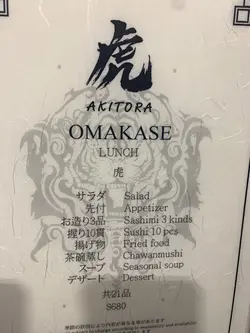 虎
AKITORA
OMAKASE
LUNCH
虎
サラダ Salad
先付 Appetizer
お造り3品 Sashimi 3 kinds
握り10貫 Sushi 10 pcs
揚げ物 Fried food
茶碗蒸し Chawanmushi
スープ Seasonal soup
デザート Dessert
共21品
$680